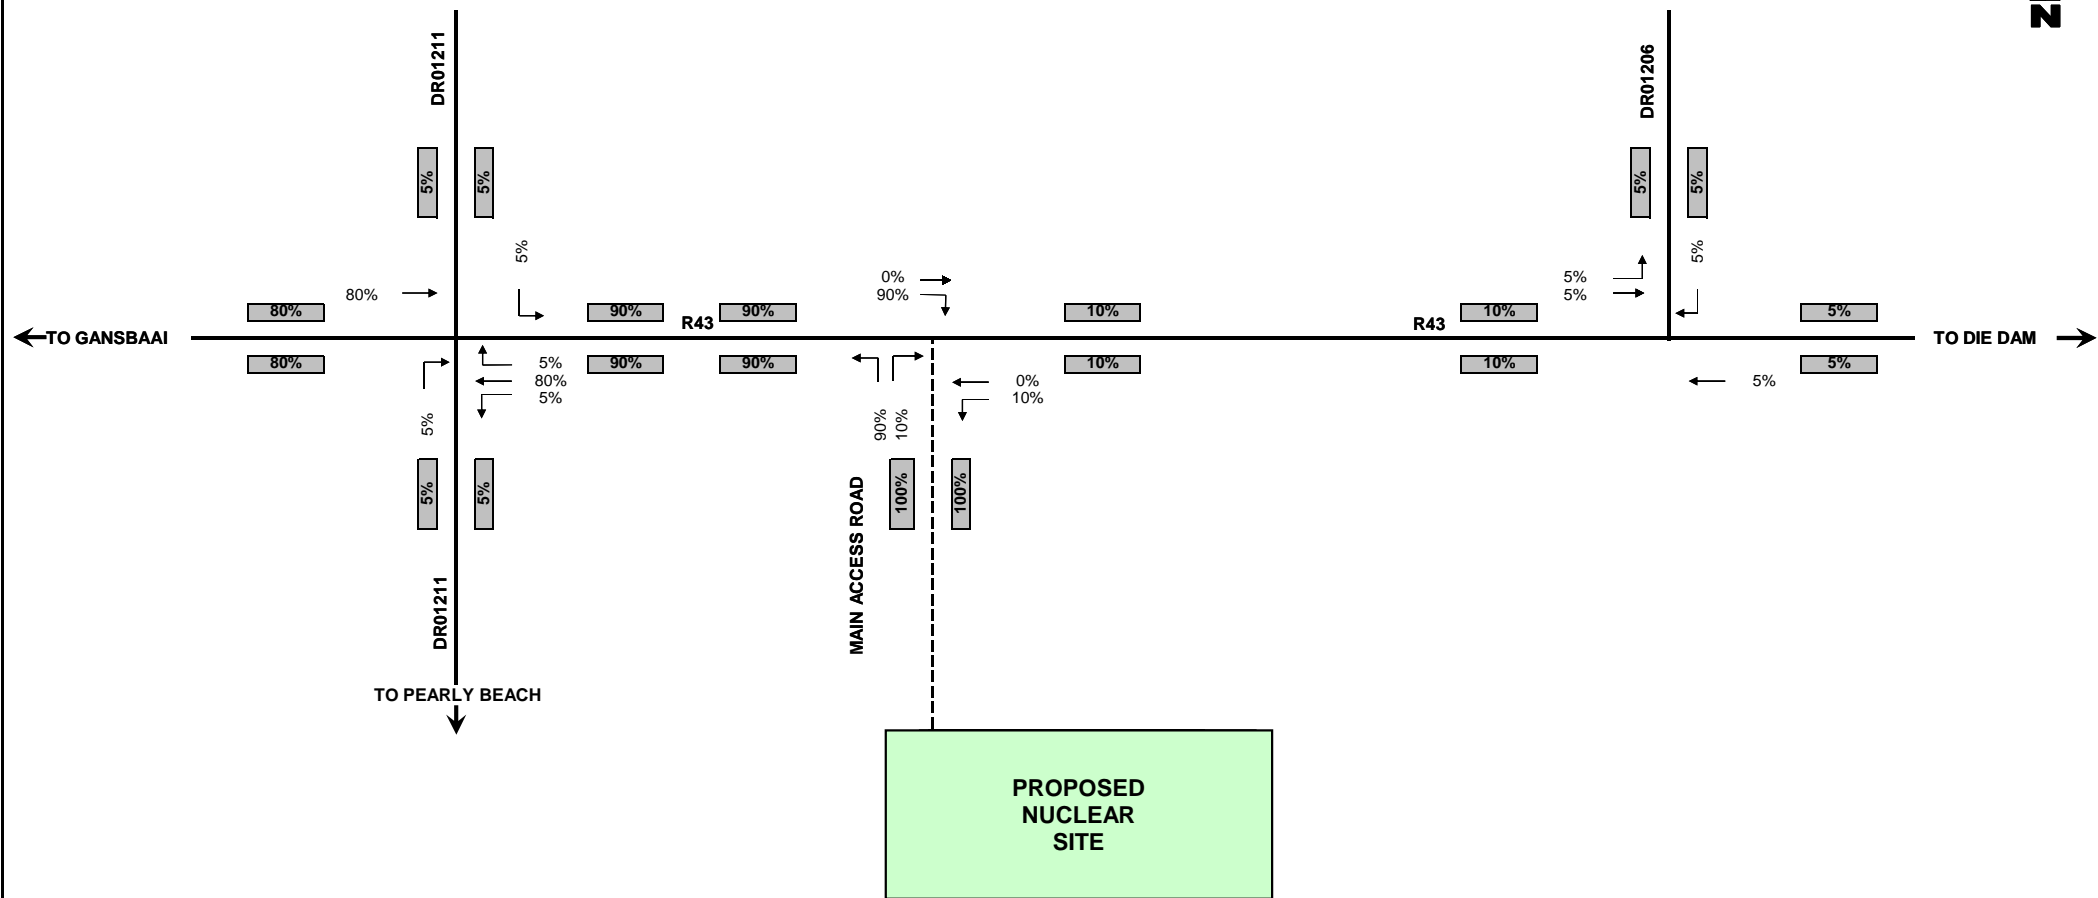 N
DR01211
DR01206
5%
5%
5%
5%
5%
5%
0%
90%
5%
5%
80%
80%
90%
90%
10%
10%
5%
R43
R43
TO GANSBAAI
TO DIE DAM
80%
90%
90%
10%
10%
5%
5%
80%
5%
0%
10%
5%
5%
90%
10%
5%
5%
100%
100%
MAIN ACCESS ROAD
DR01211
TO PEARLY BEACH
PROPOSED
NUCLEAR
SITE